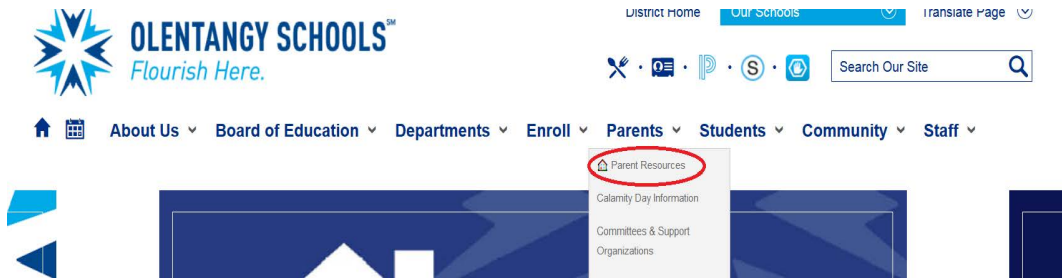 District Home Our Schools Translate Page
OLENTANGY SCHOOLS℠
Flourish Here.
S
Search Our Site
About Us Board of Education Departments Enroll Parents Students Community Staff
Parent Resources
Calamity Day Information
Committees & Support
Organizations